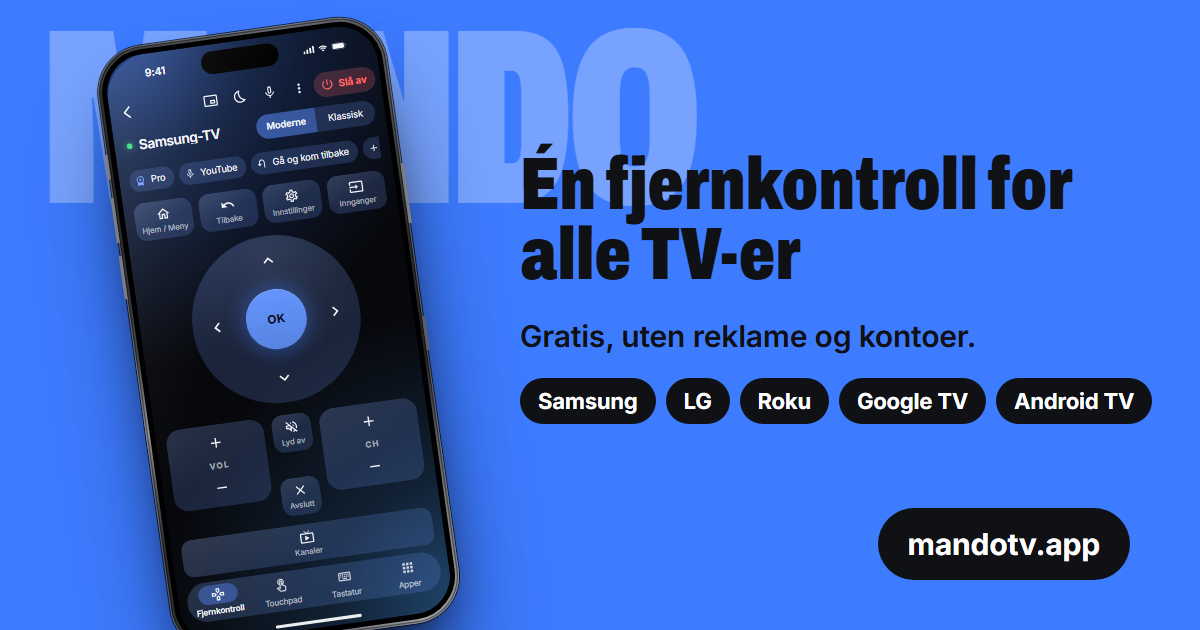 MANDO
9:41
Slå av
Samsung-TV
Moderne
Klassisk
Pro
YouTube
Gå og kom tilbake
Hjem / Meny
Tilbake
Innstillinger
Innganger
OK
VOL
Lyd av
CH
Avslutt
Kanaler
Fjernkontroll
Touchpad
Tastatur
Apper
Én fjernkontroll for
alle TV-er
Gratis, uten reklame og kontoer.
Samsung
LG
Roku
Google TV
Android TV
mandotv.app